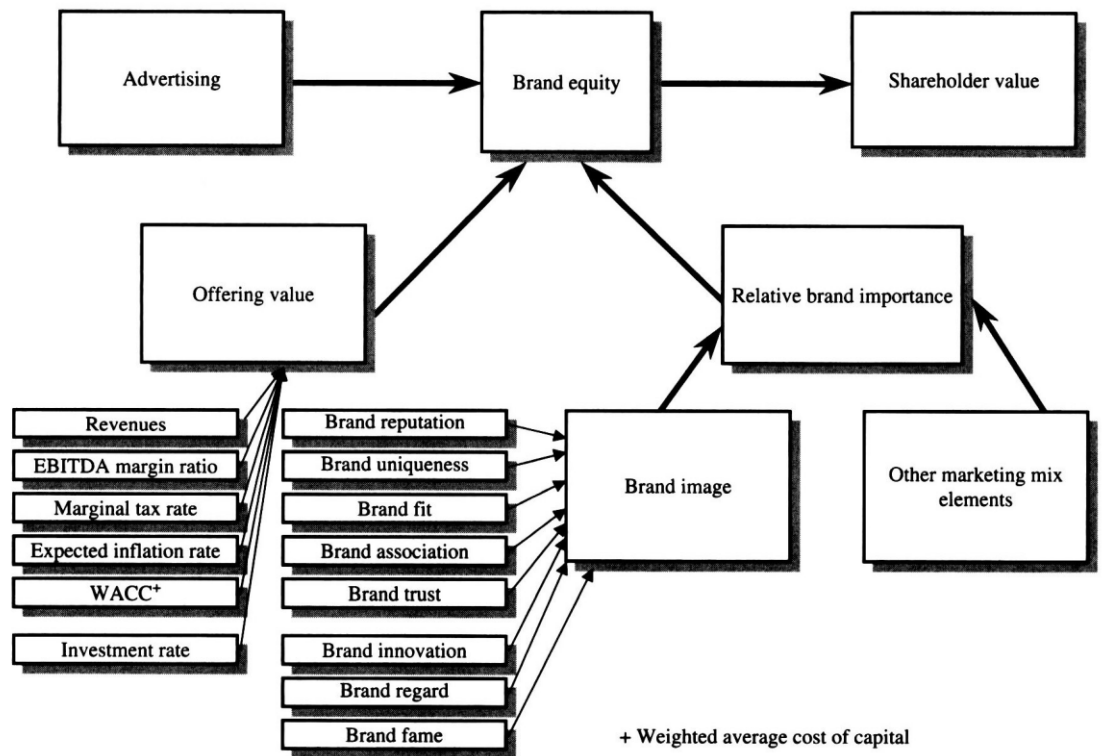 Advertising
Brand equity
Shareholder value
Offering value
Relative brand importance
Revenues
EBITDA margin ratio
Marginal tax rate
Expected inflation rate
WACC⁺
Investment rate
Brand reputation
Brand uniqueness
Brand fit
Brand association
Brand trust
Brand innovation
Brand regard
Brand fame
Brand image
Other marketing mix
elements
+ Weighted average cost of capital